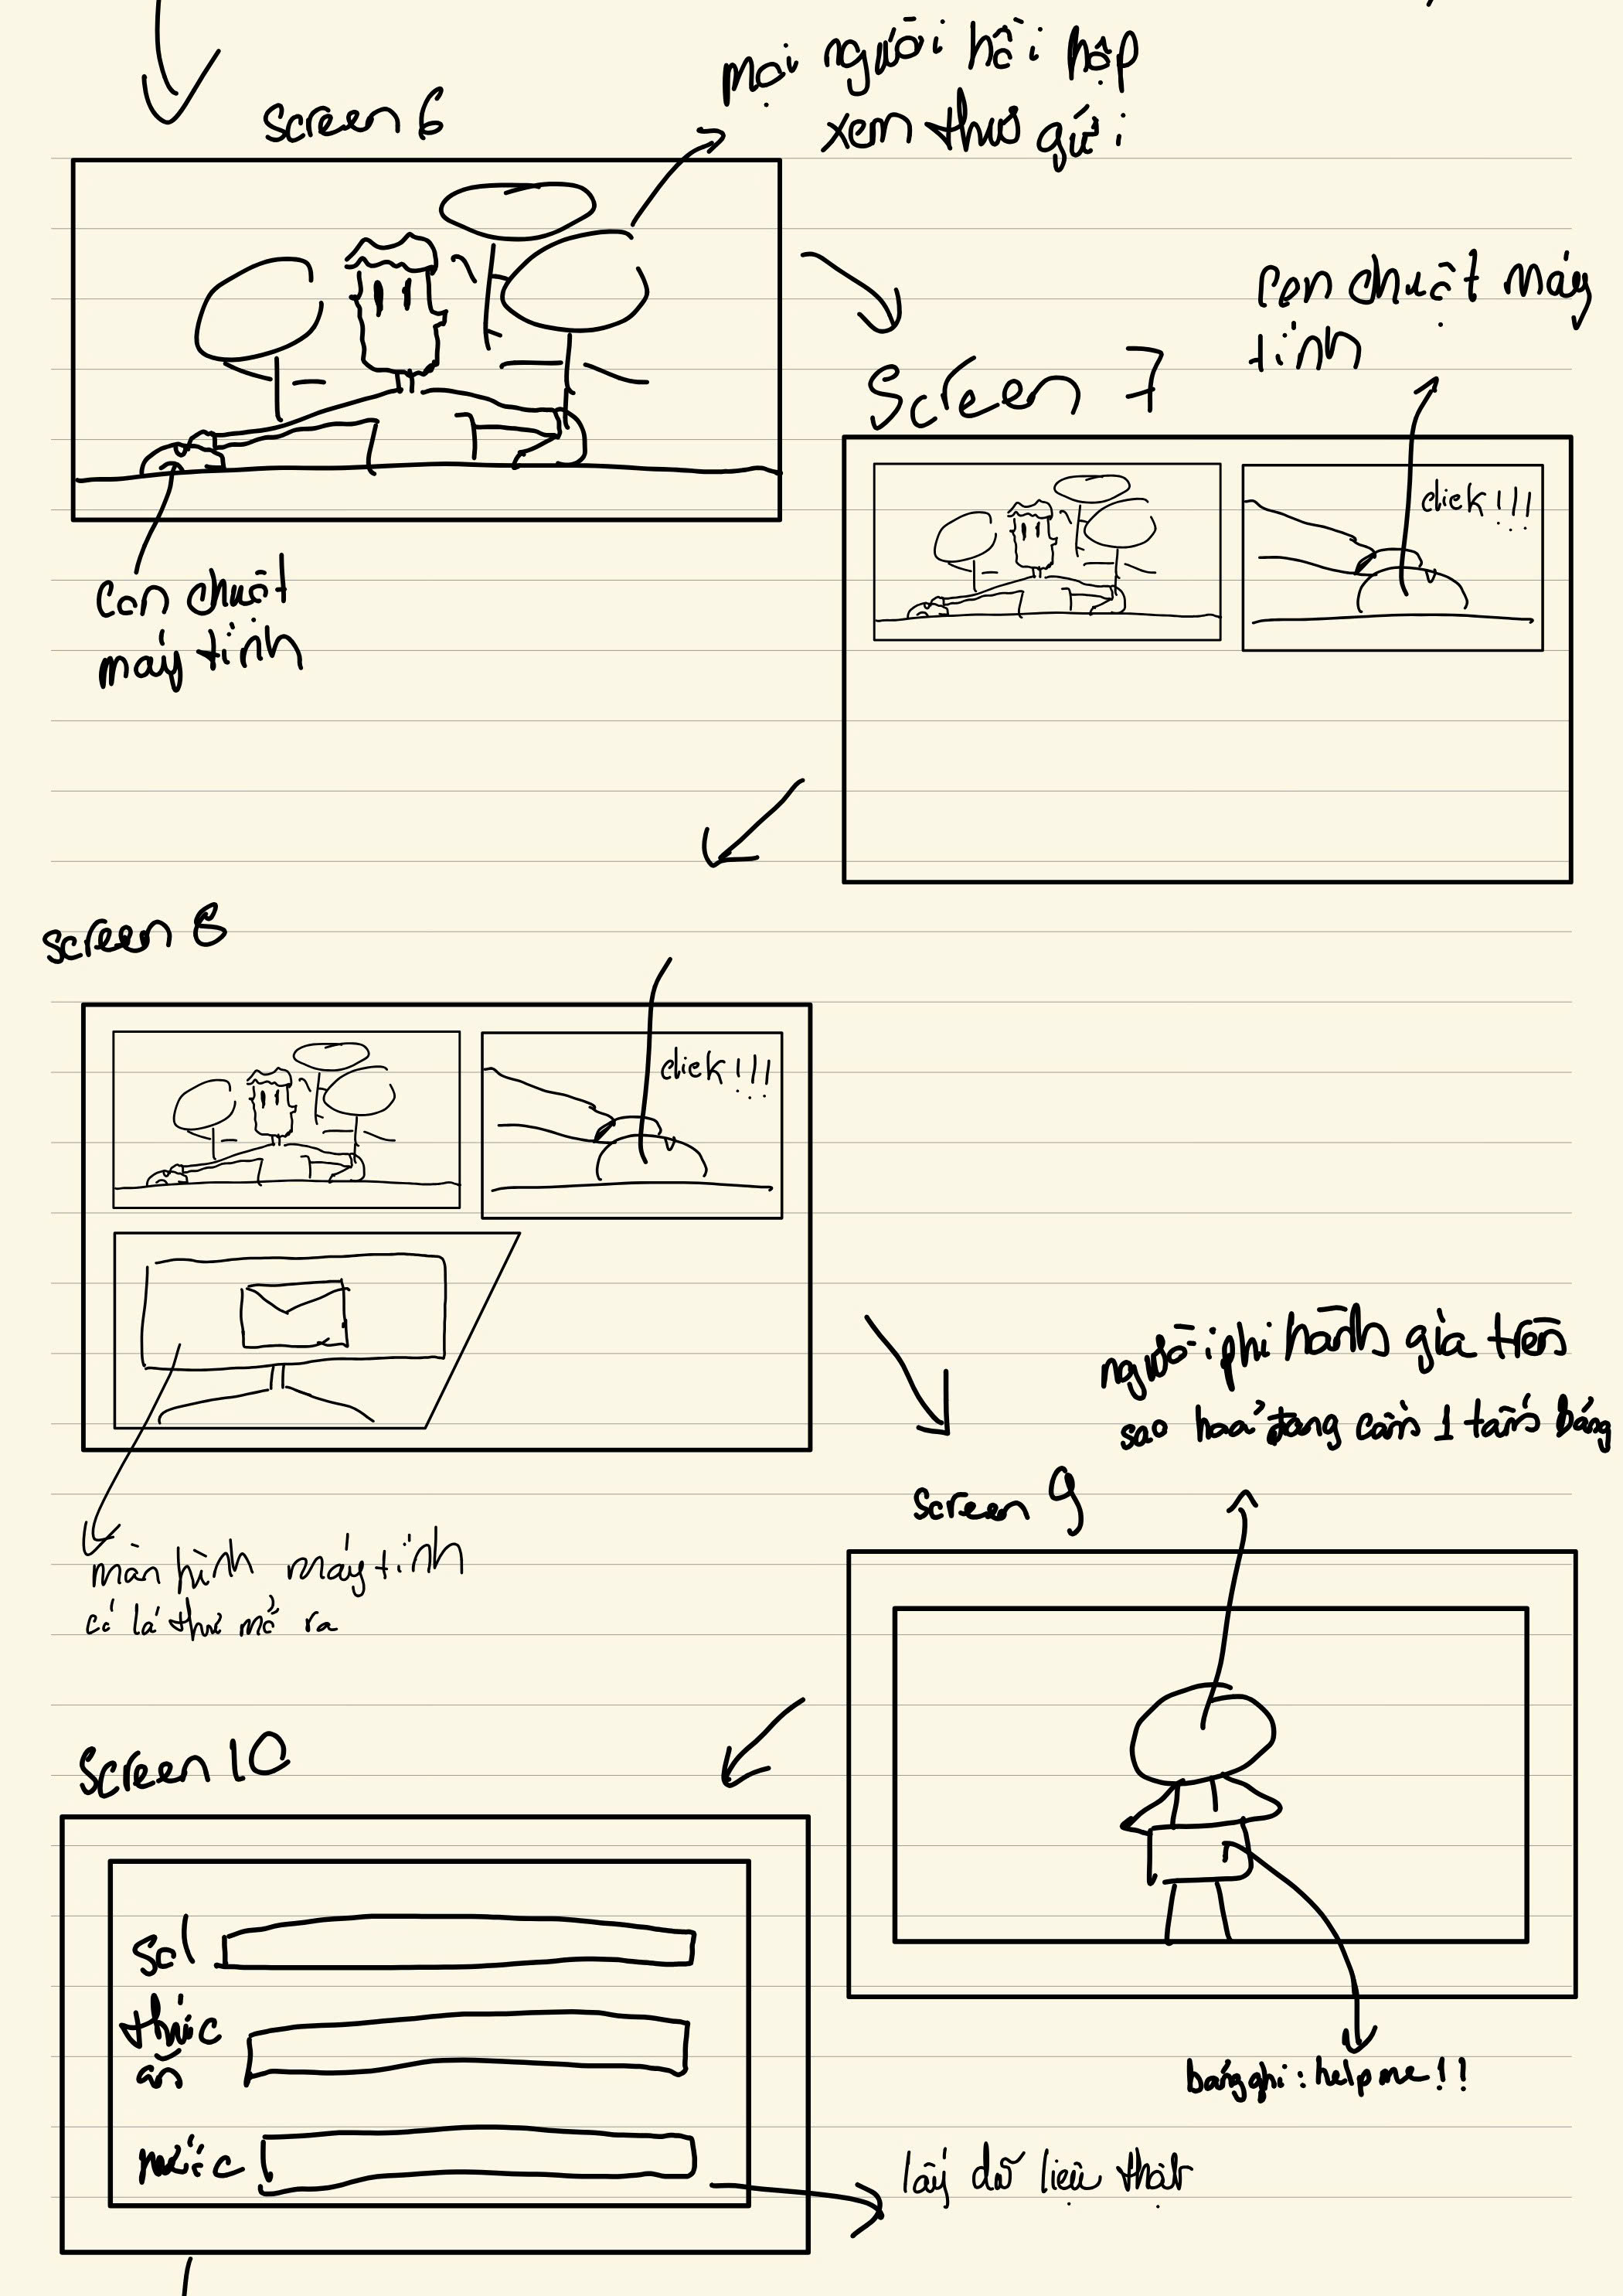 screen 6
mọi người hồi hộp
xem thư gửi
con chuột
máy tính
Screen 7
con chuột máy
tính
click !!!
screen 8
click !!!
màn hình máy tính
có lá thư mở ra
người phi hành gia trên
sao hoả đang cầm 1 tấm bảng
screen 9
bảng ghi : help me !!
screen 10
sol
thức
ăn
nước
lấy dữ liệu thật